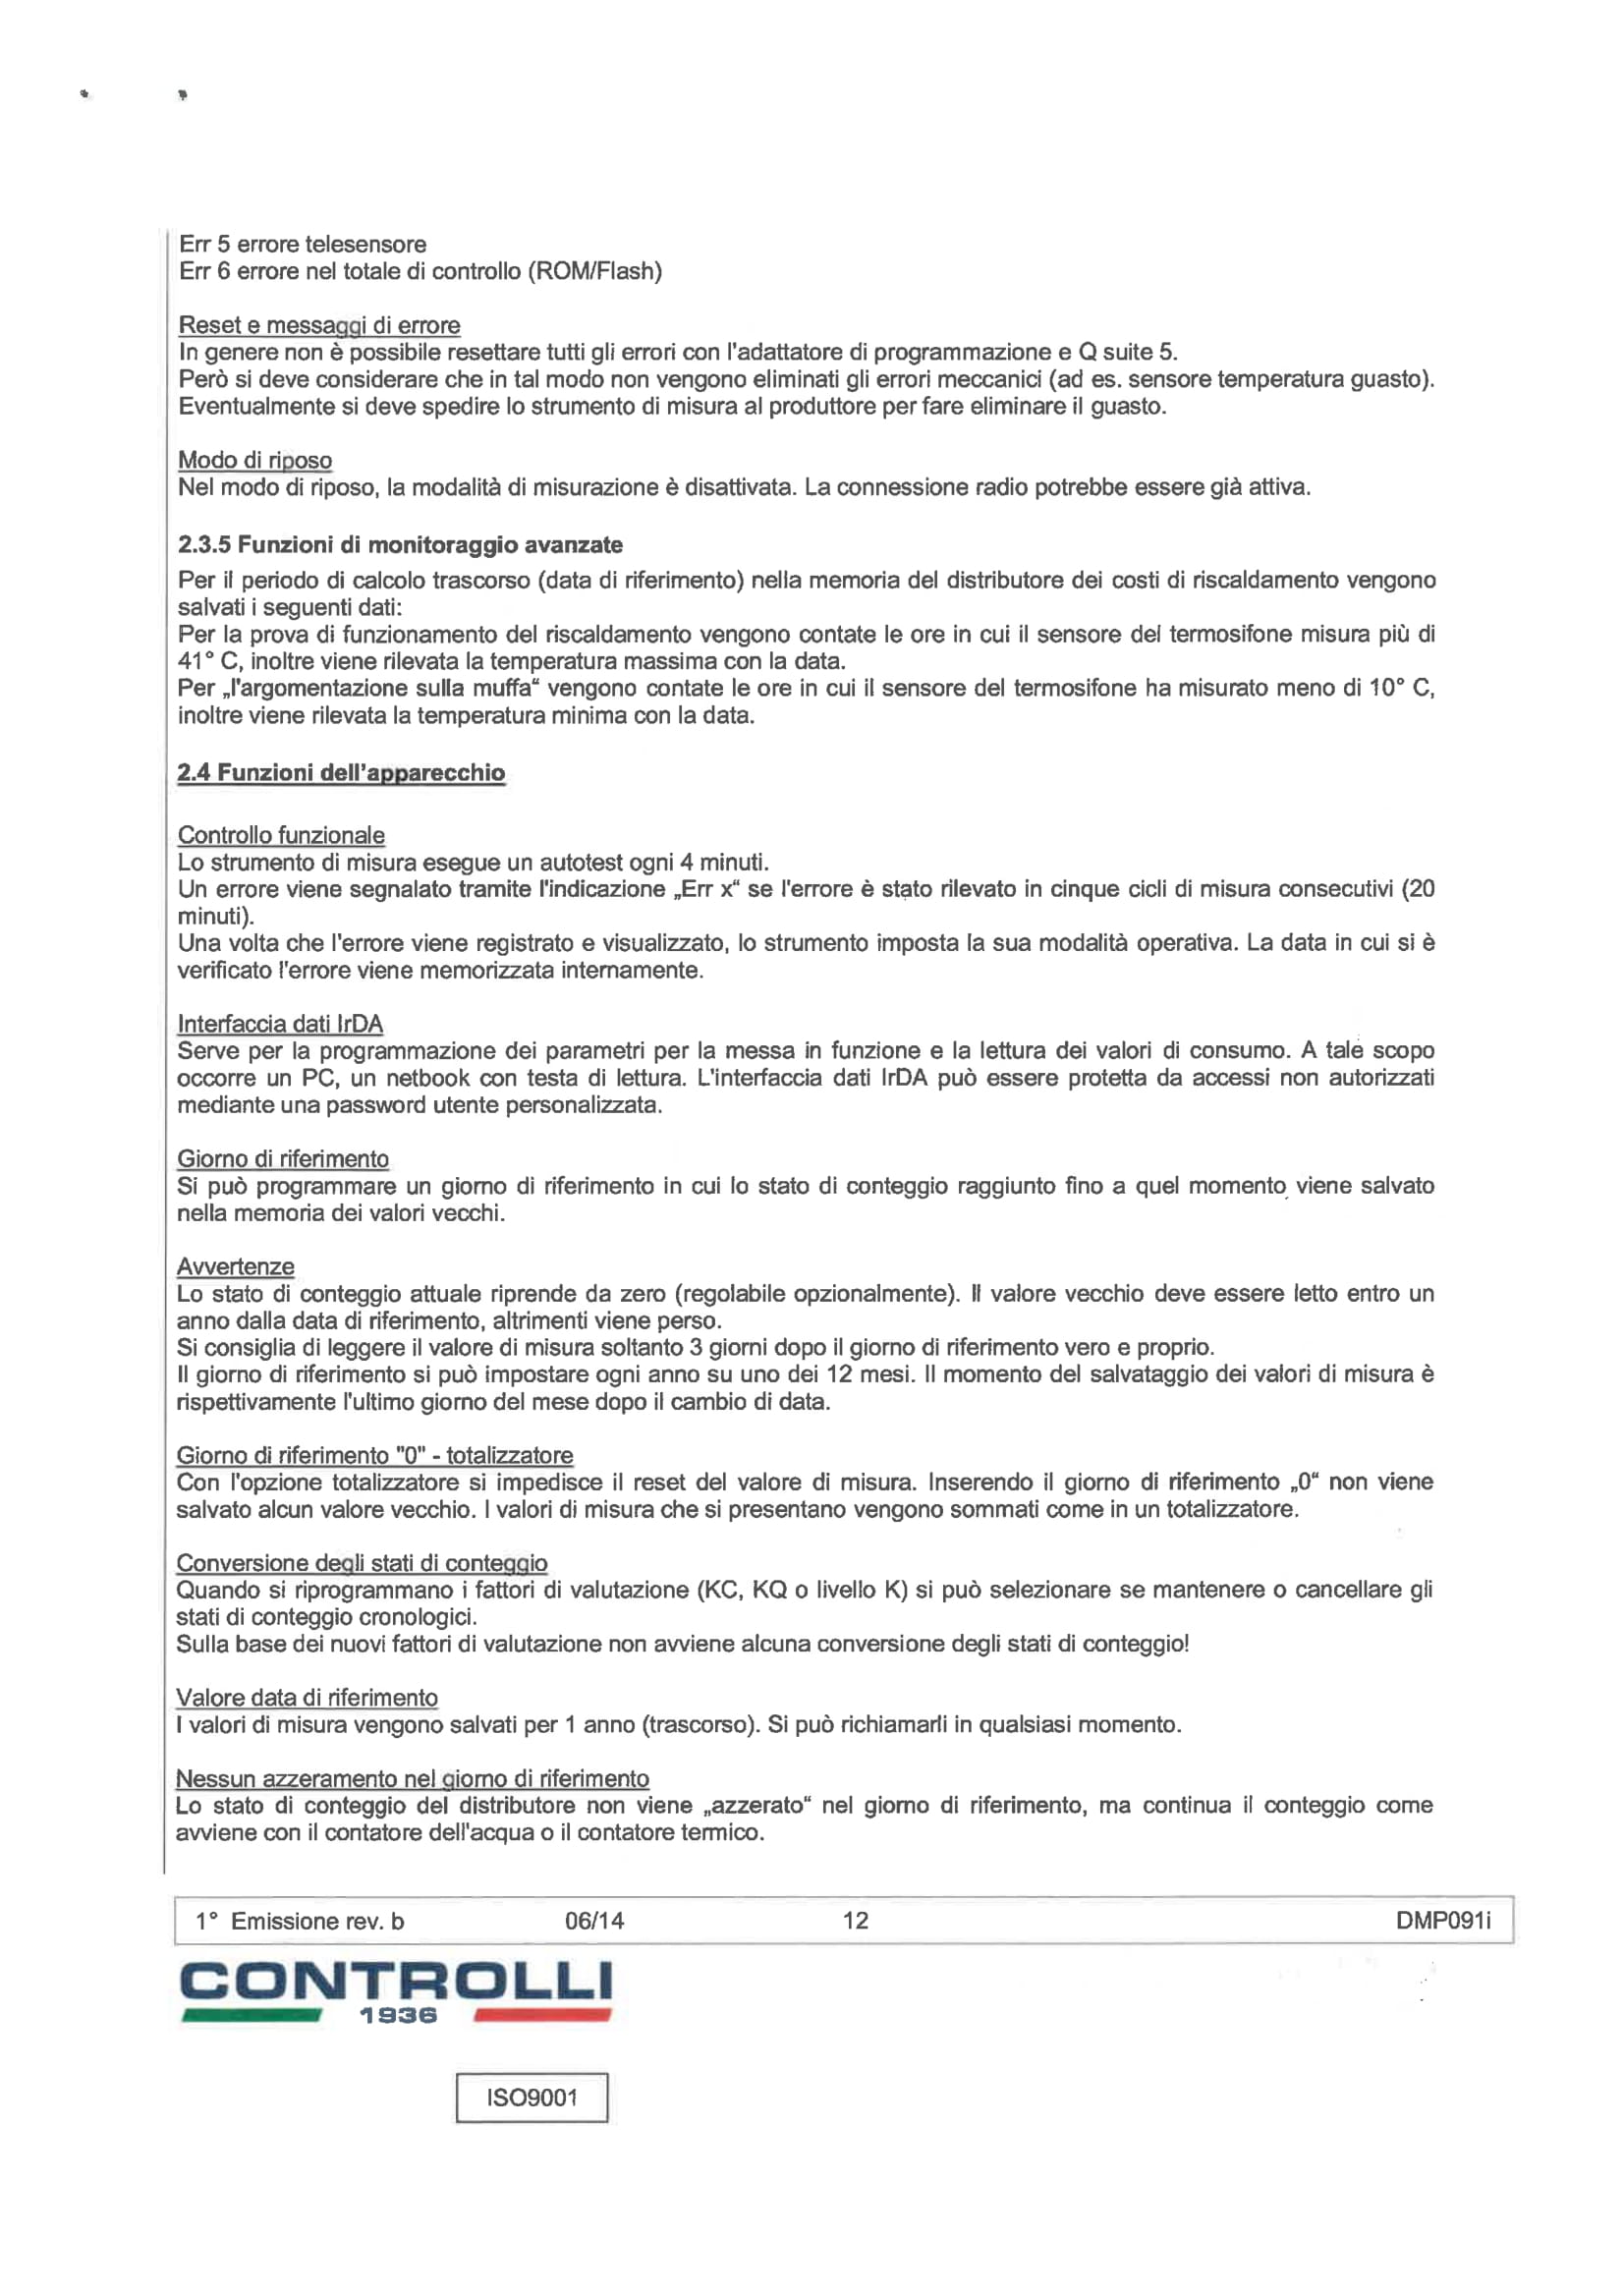 Err 5 errore telesensore
Err 6 errore nel totale di controllo (ROM/Flash)
Reset e messaggi di errore
In genere non è possibile resettare tutti gli errori con l'adattatore di programmazione e Q suite 5.
Però si deve considerare che in tal modo non vengono eliminati gli errori meccanici (ad es. sensore temperatura guasto).
Eventualmente si deve spedire lo strumento di misura al produttore per fare eliminare il guasto.
Modo di riposo
Nel modo di riposo, la modalità di misurazione è disattivata. La connessione radio potrebbe essere già attiva.
2.3.5 Funzioni di monitoraggio avanzate
Per il periodo di calcolo trascorso (data di riferimento) nella memoria del distributore dei costi di riscaldamento vengono
salvati i seguenti dati:
Per la prova di funzionamento del riscaldamento vengono contate le ore in cui il sensore del termosifone misura più di
41° C, inoltre viene rilevata la temperatura massima con la data.
Per „l'argomentazione sulla muffa“ vengono contate le ore in cui il sensore del termosifone ha misurato meno di 10° C,
inoltre viene rilevata la temperatura minima con la data.
2.4 Funzioni dell’apparecchio
Controllo funzionale
Lo strumento di misura esegue un autotest ogni 4 minuti.
Un errore viene segnalato tramite l'indicazione „Err x“ se l'errore è stato rilevato in cinque cicli di misura consecutivi (20
minuti).
Una volta che l'errore viene registrato e visualizzato, lo strumento imposta la sua modalità operativa. La data in cui si è
verificato l'errore viene memorizzata internamente.
Interfaccia dati IrDA
Serve per la programmazione dei parametri per la messa in funzione e la lettura dei valori di consumo. A tale scopo
occorre un PC, un netbook con testa di lettura. L'interfaccia dati IrDA può essere protetta da accessi non autorizzati
mediante una password utente personalizzata.
Giorno di riferimento
Si può programmare un giorno di riferimento in cui lo stato di conteggio raggiunto fino a quel momento viene salvato
nella memoria dei valori vecchi.
Avvertenze
Lo stato di conteggio attuale riprende da zero (regolabile opzionalmente). Il valore vecchio deve essere letto entro un
anno dalla data di riferimento, altrimenti viene perso.
Si consiglia di leggere il valore di misura soltanto 3 giorni dopo il giorno di riferimento vero e proprio.
Il giorno di riferimento si può impostare ogni anno su uno dei 12 mesi. Il momento del salvataggio dei valori di misura è
rispettivamente l'ultimo giorno del mese dopo il cambio di data.
Giorno di riferimento "0" - totalizzatore
Con l'opzione totalizzatore si impedisce il reset del valore di misura. Inserendo il giorno di riferimento „0“ non viene
salvato alcun valore vecchio. I valori di misura che si presentano vengono sommati come in un totalizzatore.
Conversione degli stati di conteggio
Quando si riprogrammano i fattori di valutazione (KC, KQ o livello K) si può selezionare se mantenere o cancellare gli
stati di conteggio cronologici.
Sulla base dei nuovi fattori di valutazione non avviene alcuna conversione degli stati di conteggio!
Valore data di riferimento
I valori di misura vengono salvati per 1 anno (trascorso). Si può richiamarli in qualsiasi momento.
Nessun azzeramento nel giorno di riferimento
Lo stato di conteggio del distributore non viene „azzerato“ nel giorno di riferimento, ma continua il conteggio come
avviene con il contatore dell'acqua o il contatore termico.
1° Emissione rev. b 06/14 12 DMP091i
CONTROLLI
1936
ISO9001